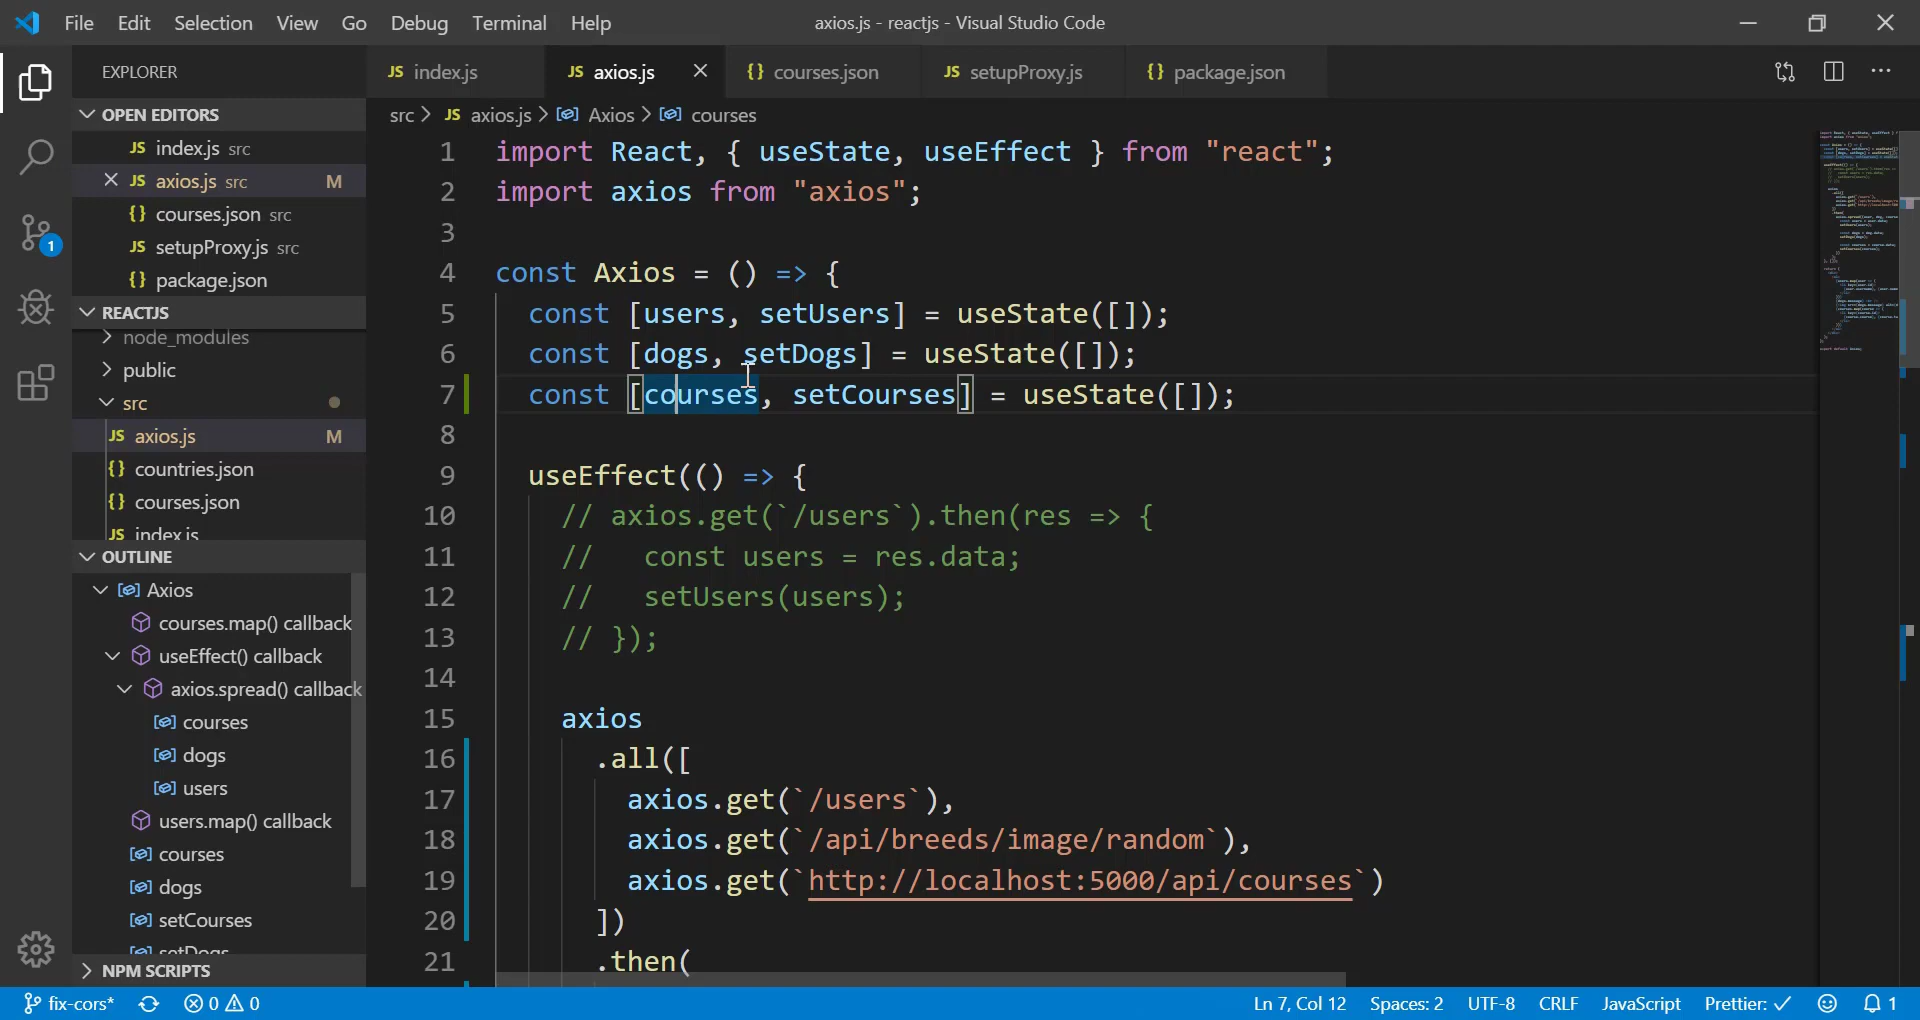 File Edit Selection View Go Debug Terminal Help axios.js - reactjs - Visual Studio Code
EXPLORER
OPEN EDITORS
JS index.js src
JS axios.js src M
{} courses.json src
JS setupProxy.js src
{} package.json
REACTJS
node_modules
public
src
JS axios.js M
{} countries.json
{} courses.json
JS index.js
OUTLINE
Axios
courses.map() callback
useEffect() callback
axios.spread() callback
courses
dogs
users
users.map() callback
courses
dogs
setCourses
setDogs
NPM SCRIPTS
1
JS index.js JS axios.js {} courses.json JS setupProxy.js {} package.json
src > JS axios.js > Axios > courses
1 import React, { useState, useEffect } from "react";
2 import axios from "axios";
3
4 const Axios = () => {
5 const [users, setUsers] = useState([]);
6 const [dogs, setDogs] = useState([]);
7 const [courses, setCourses] = useState([]);
8
9 useEffect(() => {
10 // axios.get(`/users`).then(res => {
11 //   const users = res.data;
12 //   setUsers(users);
13 // });
14
15 axios
16 .all([
17 axios.get(`/users`),
18 axios.get(`/api/breeds/image/random`),
19 axios.get(`http://localhost:5000/api/courses`)
20 ])
21 .then(
fix-cors* 0 0 Ln 7, Col 12 Spaces: 2 UTF-8 CRLF JavaScript Prettier: ✓ 1